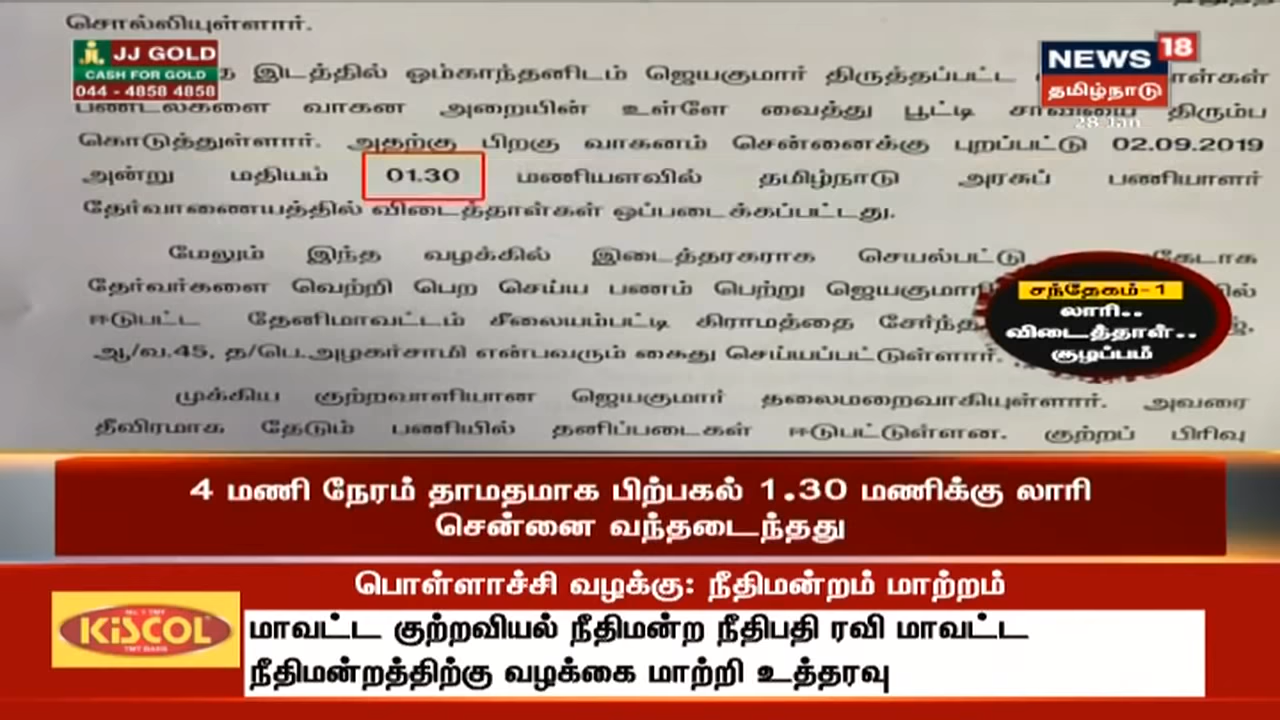 சொல்லியுள்ளார்.
JJ GOLD
CASH FOR GOLD
044 - 4858 4858
NEWS 18
தமிழ்நாடு
28 Jan
இடத்தில் ஓம்காந்தனிடம் ஜெயகுமார் திருத்தப்பட்ட
பண்டல்களை வாகன அறையின் உள்ளே வைத்து பூட்டி சாவியை திரும்ப
கொடுத்துள்ளார். அதற்கு பிறகு வாகனம் சென்னைக்கு புறப்பட்டு 02.09.2019
அன்று மதியம் 01.30 மணியளவில் தமிழ்நாடு அரசுப் பணியாளர்
தேர்வாணையத்தில் விடைத்தாள்கள் ஒப்படைக்கப்பட்டது.
மேலும் இந்த வழக்கில் இடைத்தரகராக செயல்பட்டு
தேர்வர்களை வெற்றி பெற செய்ய பணம் பெற்று
ஈடுபட்ட தேனிமாவட்டம் சீலையம்பட்டி கிராமத்தை சேர்ந்த
ஆ/வ.45, த/பெ.அழகர்சாமி என்பவரும் கைது செய்யப்பட்டுள்ளார்.
முக்கிய குற்றவாளியான ஜெயகுமார் தலைமறைவாகியுள்ளார். அவரை
தீவிரமாக தேடும் பணியில் தனிப்படைகள் ஈடுபட்டுள்ளன. குற்றப் பிரிவு
சந்தேகம்-1
லாரி..
விடைத்தாள்..
குழப்பம்
4 மணி நேரம் தாமதமாக பிற்பகல் 1.30 மணிக்கு லாரி
சென்னை வந்தடைந்தது
பொள்ளாச்சி வழக்கு: நீதிமன்றம் மாற்றம்
KiSCOL
மாவட்ட குற்றவியல் நீதிமன்ற நீதிபதி ரவி மாவட்ட
நீதிமன்றத்திற்கு வழக்கை மாற்றி உத்தரவு